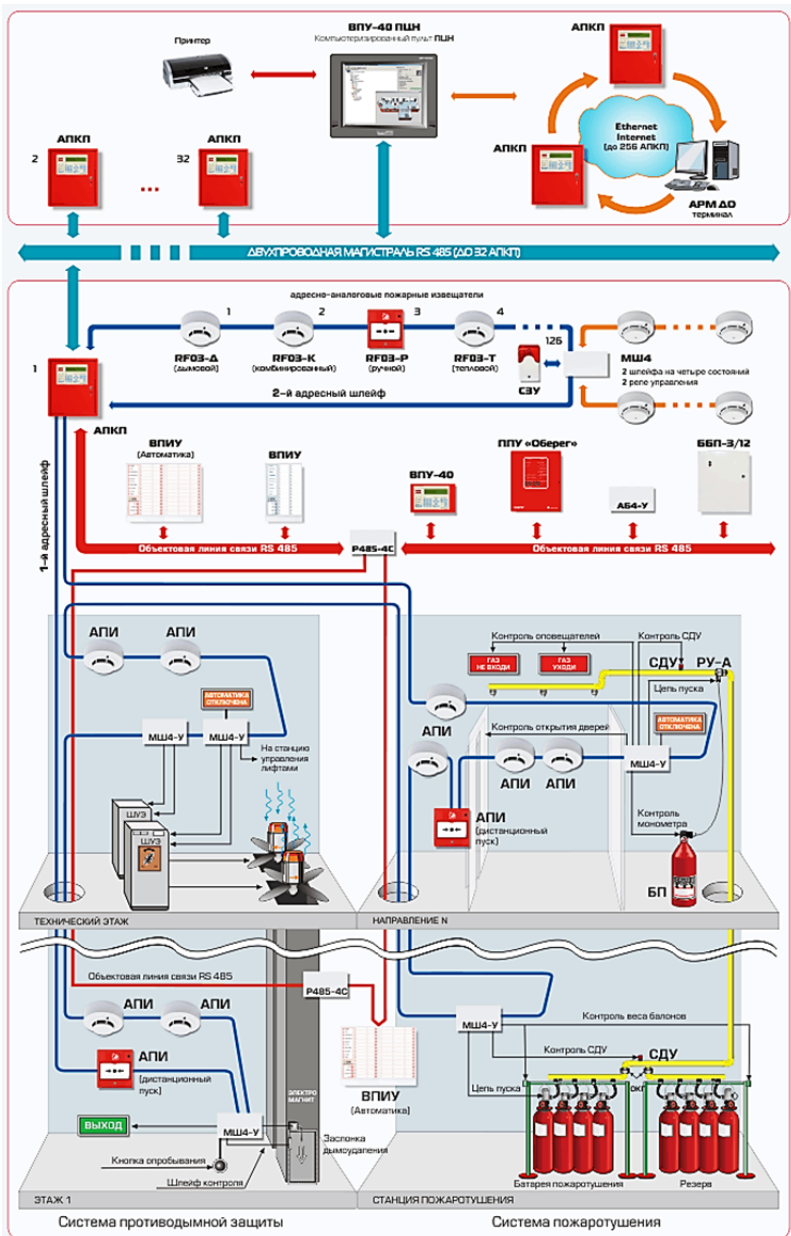 ВПУ-40 ПЦН
Компьютеризированный пульт ПЦН
Принтер
АПКП
АПКП
Ethernet
Internet
(до 256 АПКП)
АПКП
АРМ ДО
терминал
АПКП
2
АПКП
32
ДВУХПРОВОДНАЯ МАГИСТРАЛЬ RS 485 (ДО 32 АПКП)
адресно-аналоговые пожарные извещатели
1
2
3
4
126
RF03-Д
(дымовой)
RF03-К
(комбинированный)
RF03-Р
(ручной)
RF03-Т
(тепловой)
СЗУ
МШ4
2 шлейфа на четыре состояний
2 реле управления
1
2-й адресный шлейф
АПКП
1-й адресный шлейф
ВПИУ
(Автоматика)
ВПИУ
ВПУ-40
ППУ «Оберег»
АБ4-У
ББП-3/12
Объектовая линия связи RS 485
Р485-4С
Объектовая линия связи RS 485
АПИ
АПИ
АВТОМАТИКА
ОТКЛЮЧЕНА
МШ4-У
МШ4-У
На станцию
управления
лифтами
ШУЭ
ШУЭ
ТЕХНИЧЕСКИЙ ЭТАЖ
Контроль оповещателей
Контроль СДУ
ГАЗ
НЕ ВХОДИ
ГАЗ
УХОДИ
СДУ
РУ-А
Цепь пуска
АВТОМАТИКА
ОТКЛЮЧЕНА
АПИ
Контроль открытия дверей
АПИ
АПИ
МШ4-У
АПИ
(дистанционный
пуск)
Контроль
монометра
БП
НАПРАВЛЕНИЕ N
Объектовая линия связи RS 485
Р485-4С
АПИ
АПИ
АПИ
(дистанционный
пуск)
ВЫХОД
МШ4-У
ЭЛЕКТРО
МАГНИТ
Заслонка
дымоудаления
Кнопка опробывания
Шлейф контроля
ЭТАЖ 1
ВПИУ
(Автоматика)
МШ4-У
Контроль веса балонов
Контроль СДУ
СДУ
Цепь пуска
ОКГ
Батарея пожаротушения
Резерв
СТАНЦИЯ ПОЖАРОТУШЕНИЯ
Система противодымной защиты
Система пожаротушения